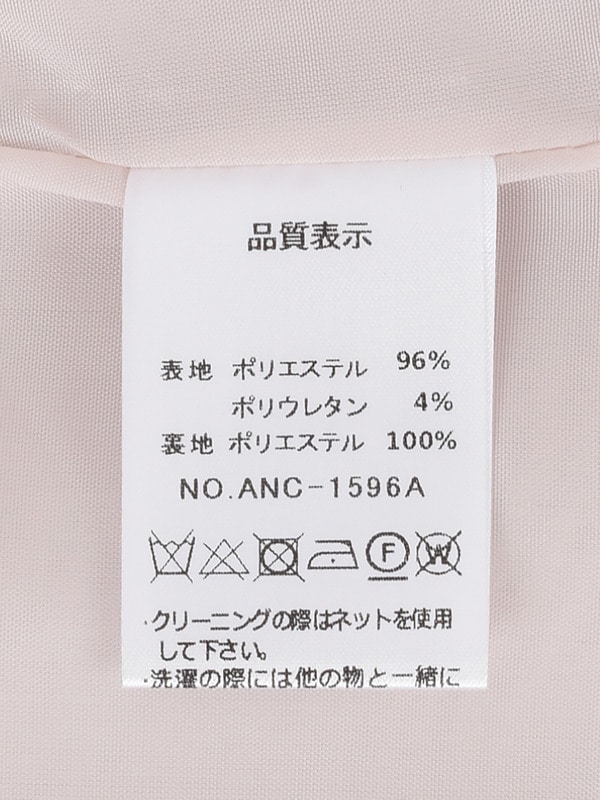 品質表示
表地 ポリエステル 96%
ポリウレタン 4%
裏地 ポリエステル 100%
NO.ANC-1596A
F W
・クリーニングの際はネットを使用
して下さい。
・洗濯の際には他の物と一緒に